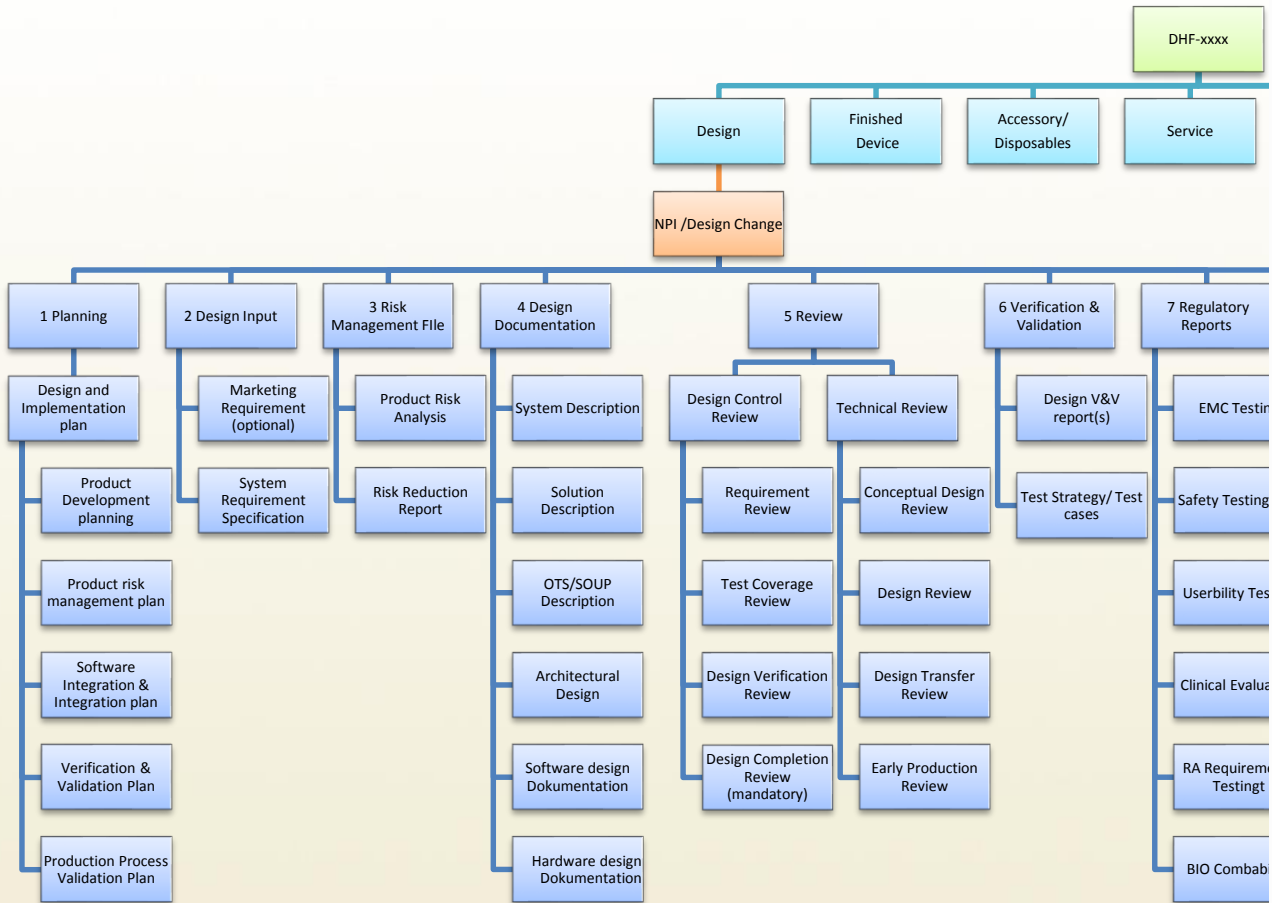 DHF-xxxx
Design
Finished
Device
Accessory/
Disposables
Service
NPI /Design Change
1 Planning
2 Design Input
3 Risk
Management FIle
4 Design
Documentation
5 Review
6 Verification &
Validation
7 Regulatory
Reports
Design and
Implementation
plan
Product
Development
planning
Product risk
management plan
Software
Integration &
Integration plan
Verification &
Validation Plan
Production Process
Validation Plan
Marketing
Requirement
(optional)
System
Requirement
Specification
Product Risk
Analysis
Risk Reduction
Report
System Description
Solution
Description
OTS/SOUP
Description
Architectural
Design
Software design
Dokumentation
Hardware design
Dokumentation
Design Control
Review
Requirement
Review
Test Coverage
Review
Design Verification
Review
Design Completion
Review
(mandatory)
Technical Review
Conceptual Design
Review
Design Review
Design Transfer
Review
Early Production
Review
Design V&V
report(s)
Test Strategy/ Test
cases
EMC
Safety Testing
Userbility
Clinical
RA
Testingt
BIO